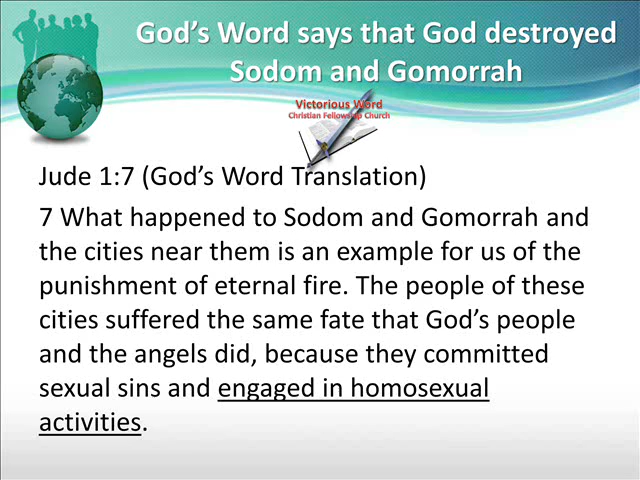 God’s Word says that God destroyed
Sodom and Gomorrah
Victorious Word
Christian Fellowship Church
Jude 1:7 (God’s Word Translation)
7 What happened to Sodom and Gomorrah and
the cities near them is an example for us of the
punishment of eternal fire. The people of these
cities suffered the same fate that God’s people
and the angels did, because they committed
sexual sins and engaged in homosexual
activities.